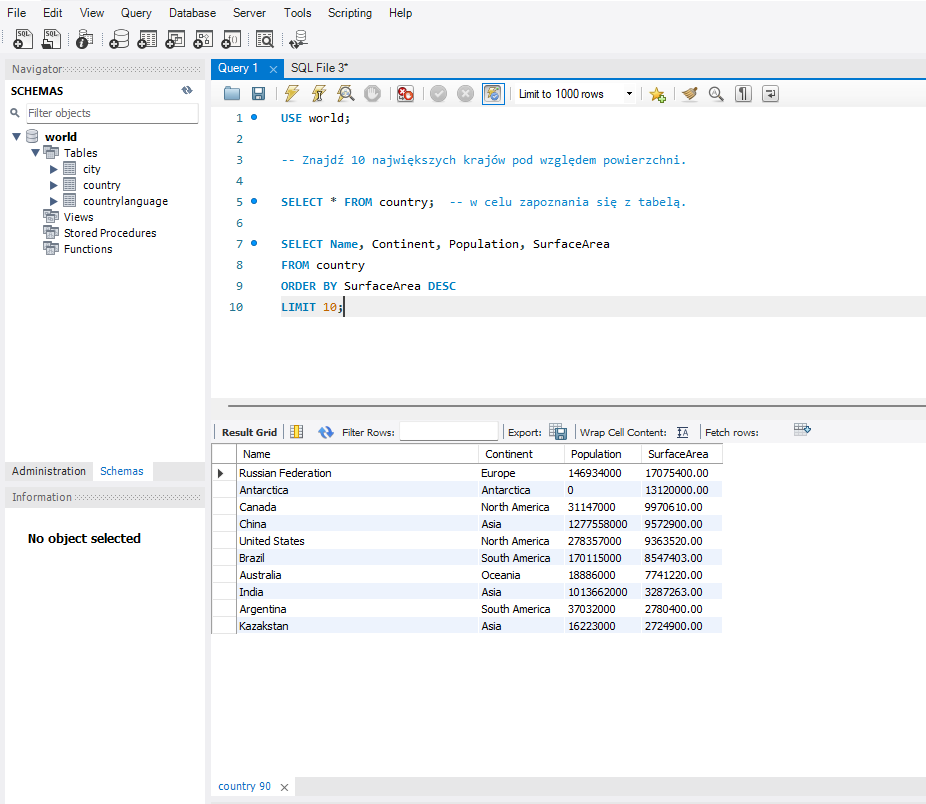 File Edit View Query Database Server Tools Scripting Help
Navigator
SCHEMAS
Filter objects
world
Tables
city
country
countrylanguage
Views
Stored Procedures
Functions
Administration Schemas
Information
No object selected
Query 1 SQL File 3*
Limit to 1000 rows
1 USE world;
2
3 -- Znajdź 10 największych krajów pod względem powierzchni.
4
5 SELECT * FROM country; -- w celu zapoznania się z tabelą.
6
7 SELECT Name, Continent, Population, SurfaceArea
8 FROM country
9 ORDER BY SurfaceArea DESC
10 LIMIT 10;
Result Grid Filter Rows: Export: Wrap Cell Content: Fetch rows:
Name Continent Population SurfaceArea
Russian Federation Europe 146934000 17075400.00
Antarctica Antarctica 0 13120000.00
Canada North America 31147000 9970610.00
China Asia 1277558000 9572900.00
United States North America 278357000 9363520.00
Brazil South America 170115000 8547403.00
Australia Oceania 18886000 7741220.00
India Asia 1013662000 3287263.00
Argentina South America 37032000 2780400.00
Kazakstan Asia 16223000 2724900.00
country 90